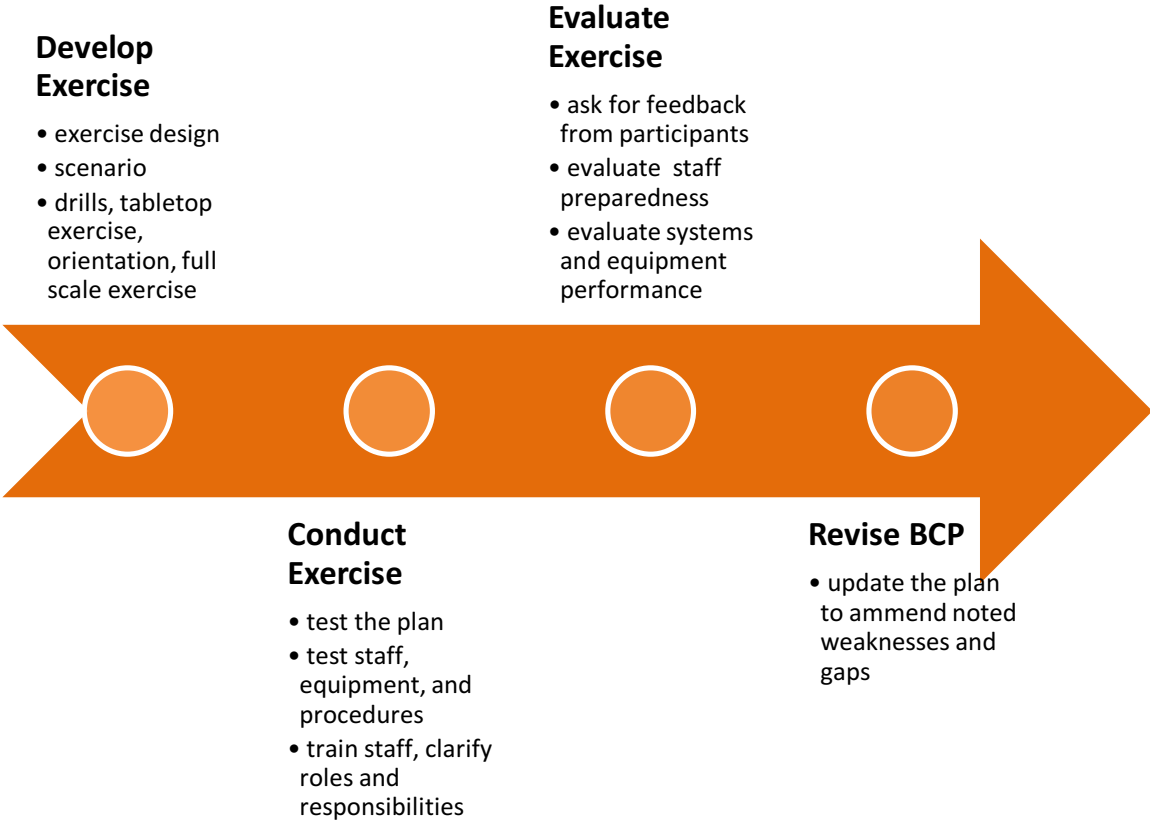 Develop
Exercise
• exercise design
• scenario
• drills, tabletop
exercise,
orientation, full
scale exercise
Conduct
Exercise
• test the plan
• test staff,
equipment, and
procedures
• train staff, clarify
roles and
responsibilities
Evaluate
Exercise
• ask for feedback
from participants
• evaluate  staff
preparedness
• evaluate systems
and equipment
performance
Revise BCP
• update the plan
to ammend noted
weaknesses and
gaps